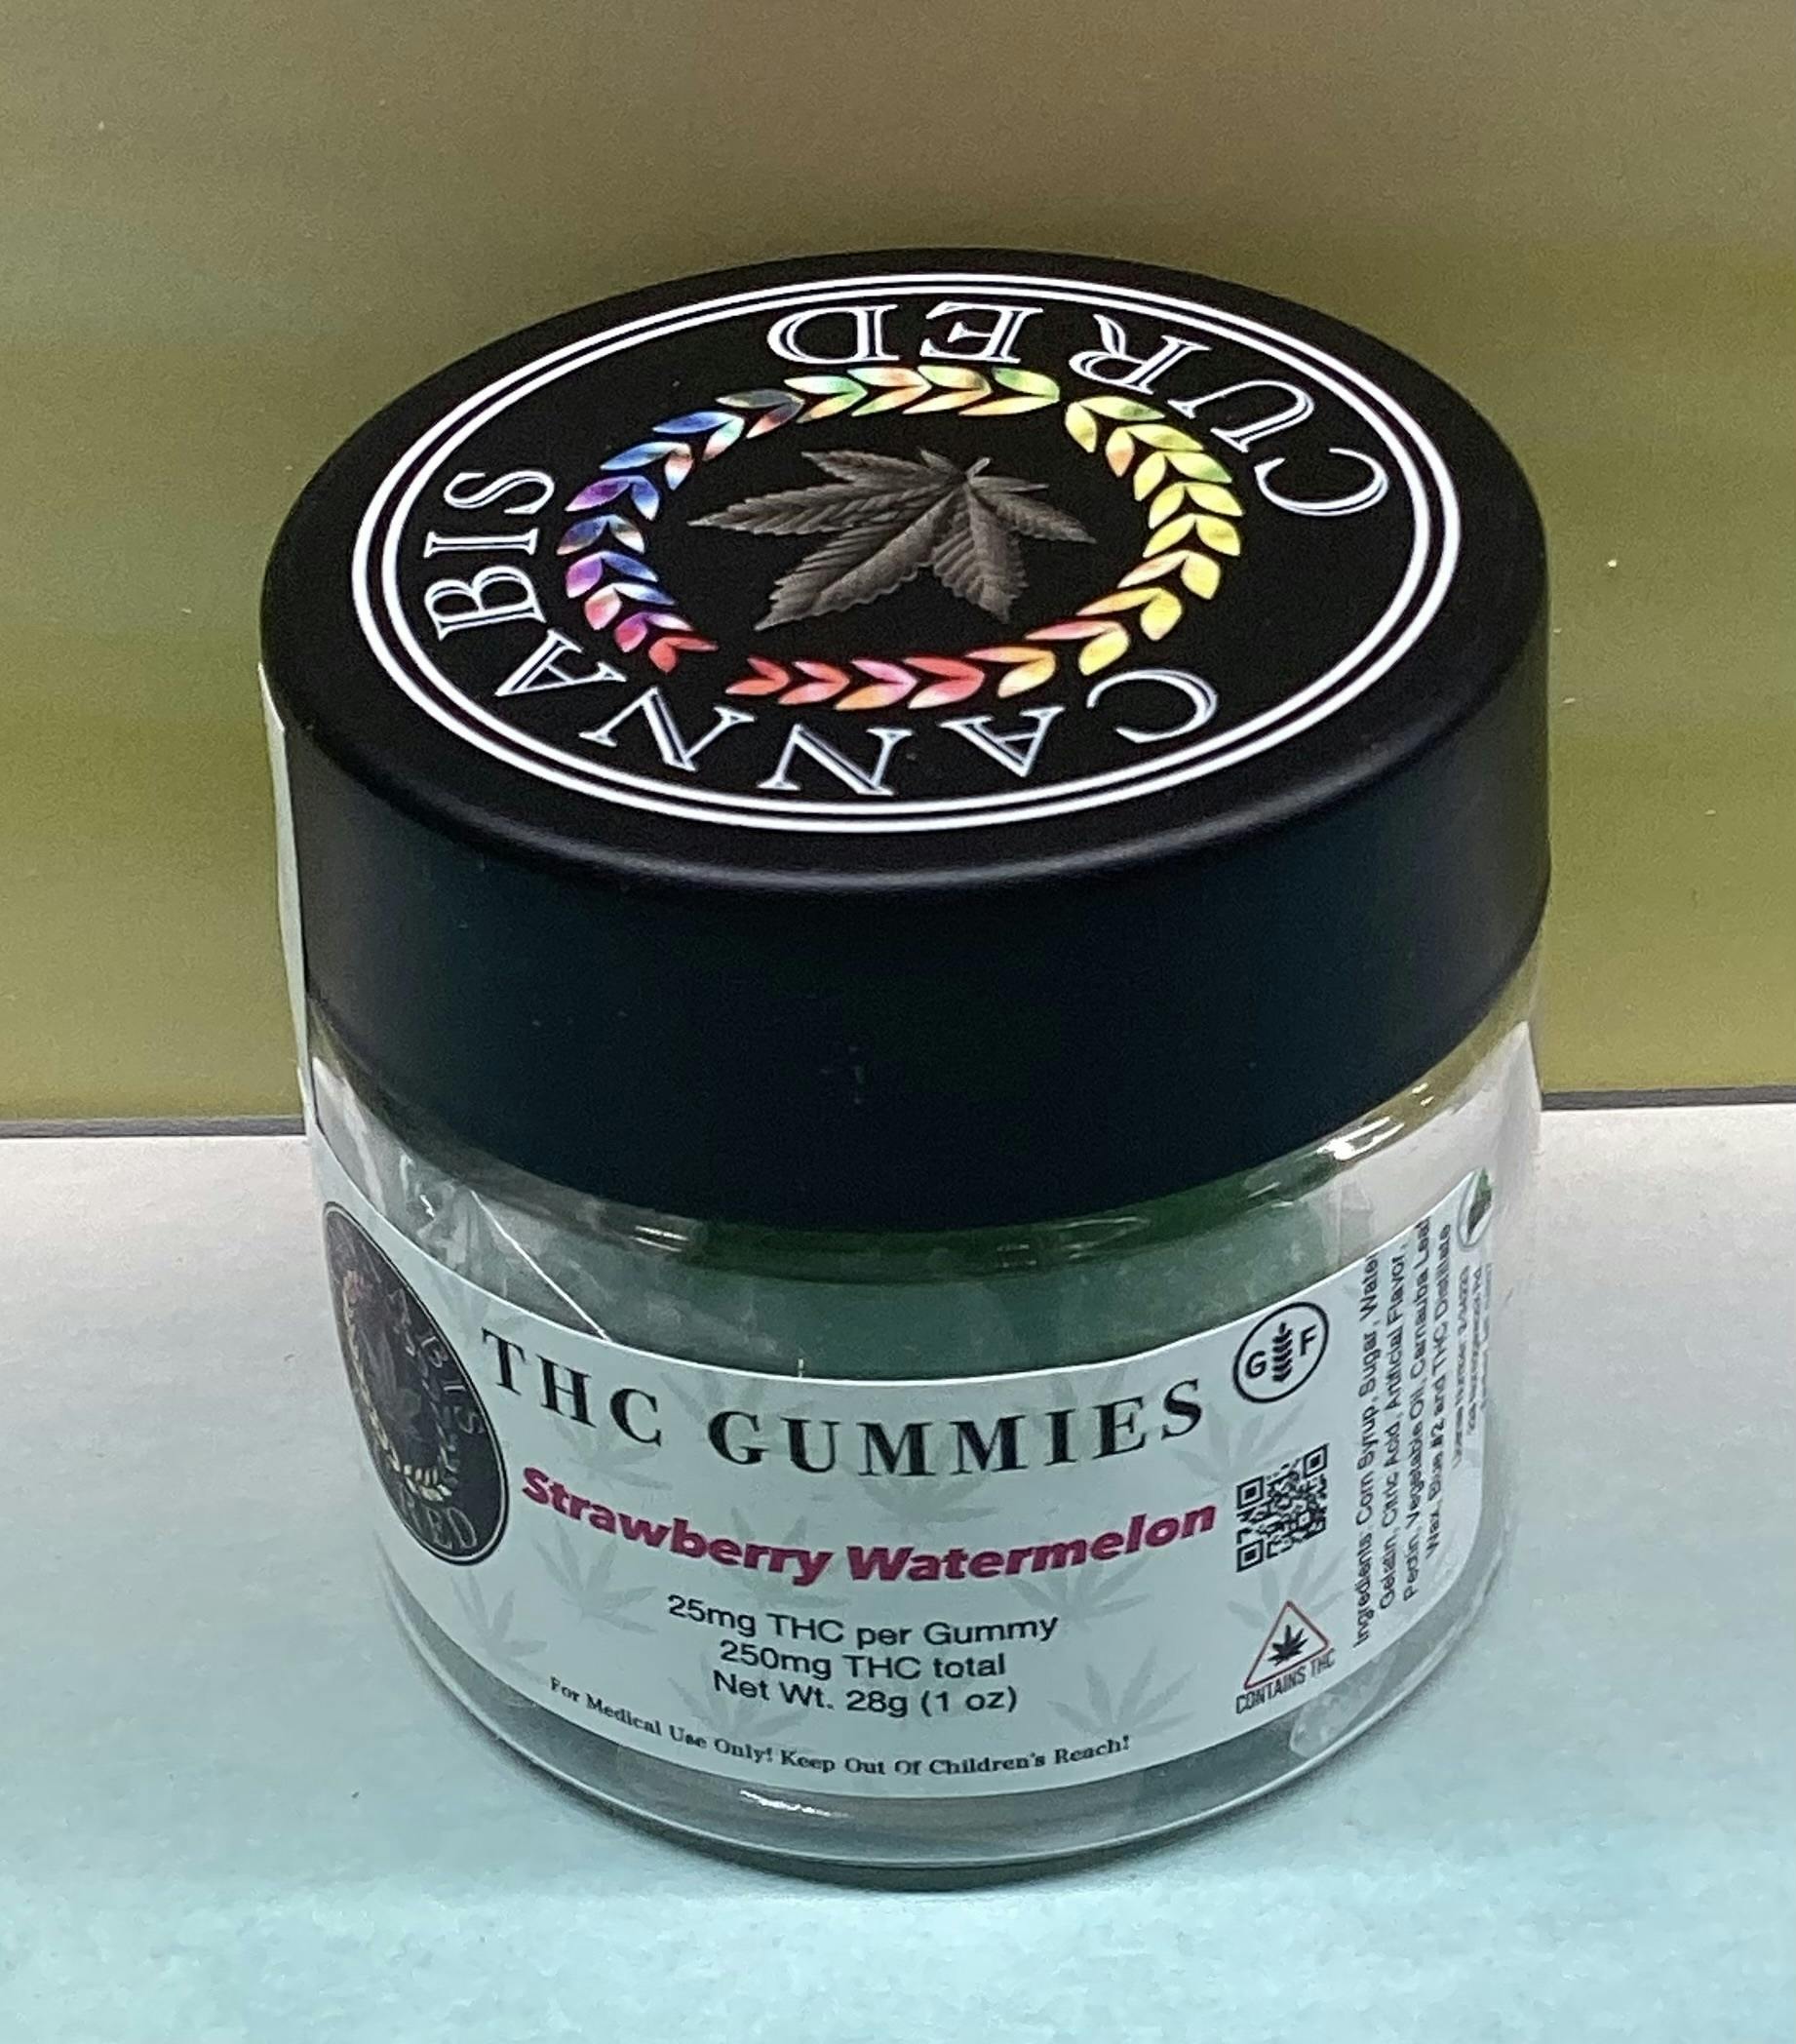 CANNABIS
CURED
THC GUMMIES
Strawberry Watermelon
25mg THC per Gummy
250mg THC total
Net Wt. 28g (1 oz)
For Medical Use Only! Keep Out Of Children's Reach!
G F
CONTAINS THC
Ingredients: Corn Syrup, Sugar, Water
Gelatin, Citric Acid, Artificial Flavor,
Pectin, Vegetable Oil, Carnauba Leaf
Wax, Blue #2 and THC Distillate